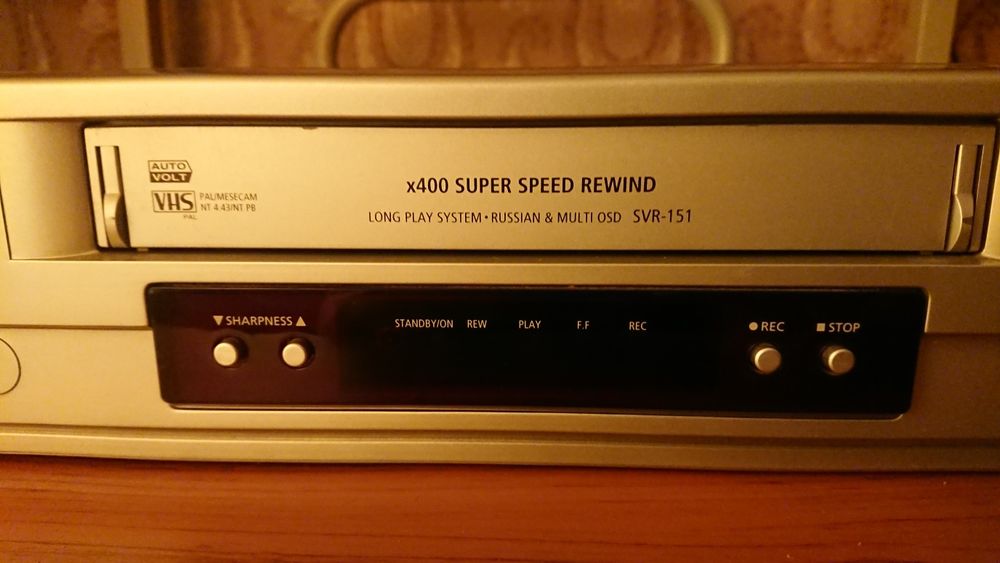 AUTO
VOLT
VHS
PAL
PAL/MESECAM
NT 4.43/NT PB
x400 SUPER SPEED REWIND
LONG PLAY SYSTEM • RUSSIAN & MULTI OSD SVR-151
▼ SHARPNESS ▲
STANDBY/ON REW PLAY F.F REC
● REC ■ STOP